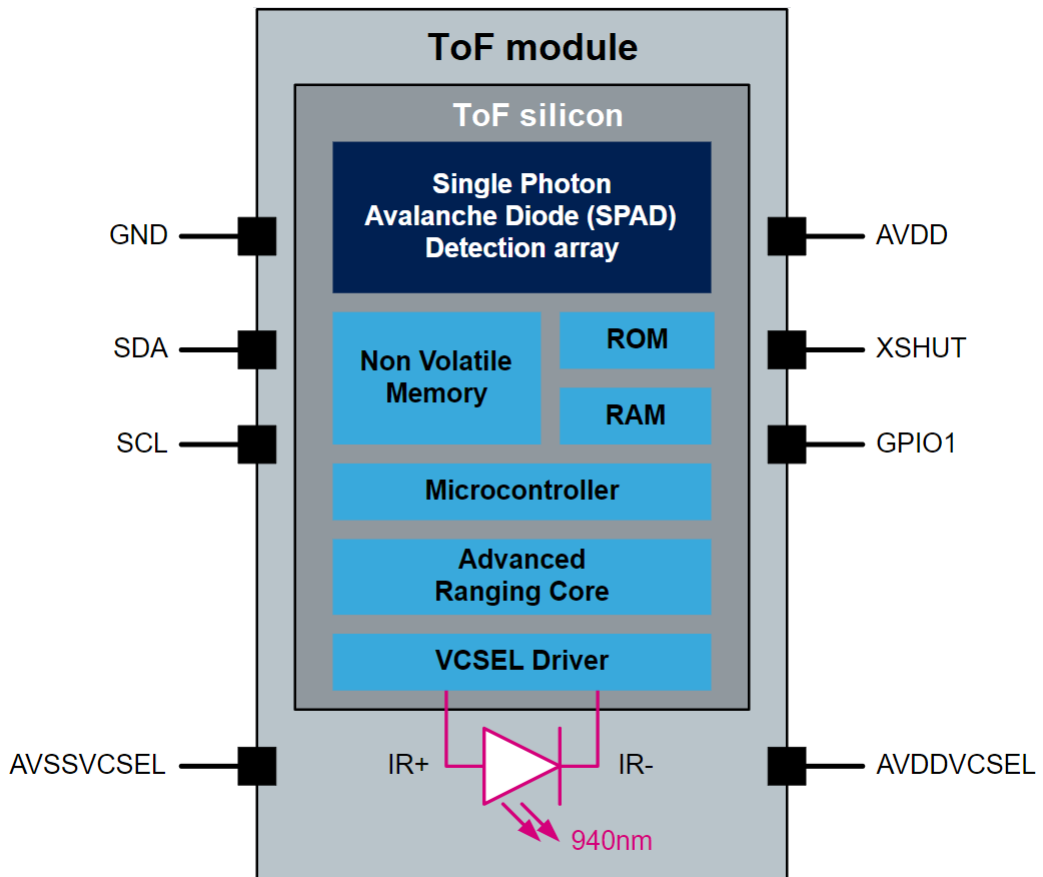 ToF module
ToF silicon
Single Photon
Avalanche Diode (SPAD)
Detection array
GND
AVDD
SDA
XSHUT
Non Volatile
Memory
ROM
RAM
SCL
GPIO1
Microcontroller
Advanced
Ranging Core
VCSEL Driver
AVSSVCSEL
IR+
IR-
AVDDVCSEL
940nm